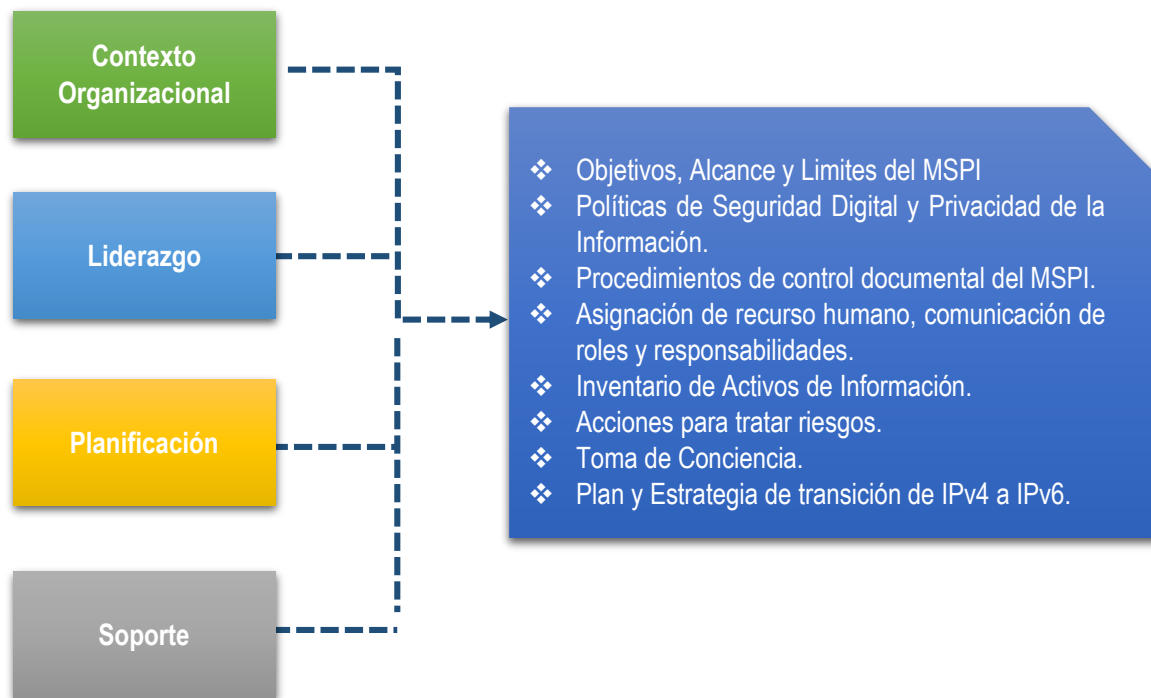 Contexto
Organizacional
Liderazgo
Planificación
Soporte
❖ Objetivos, Alcance y Limites del MSPI
❖ Políticas de Seguridad Digital y Privacidad de la
Información.
❖ Procedimientos de control documental del MSPI.
❖ Asignación de recurso humano, comunicación de
roles y responsabilidades.
❖ Inventario de Activos de Información.
❖ Acciones para tratar riesgos.
❖ Toma de Conciencia.
❖ Plan y Estrategia de transición de IPv4 a IPv6.